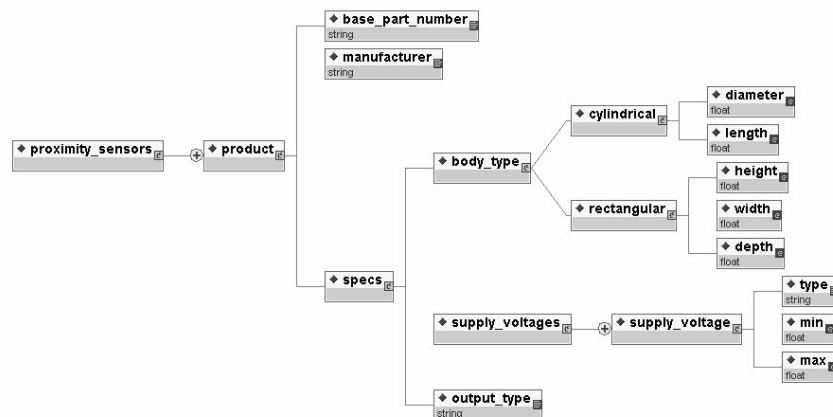 base_part_number
string
manufacturer
string
proximity_sensors
product
specs
body_type
cylindrical
diameter
float
length
float
rectangular
height
float
width
float
depth
float
supply_voltages
supply_voltage
type
string
min
float
max
float
output_type
string